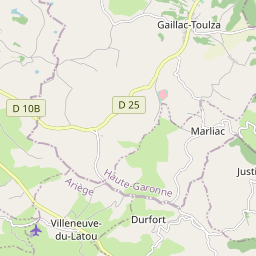 Gaillac-Toulza
D 25
D 10B
Marliac
Justi
Haute-Garonne
Ariège
Villeneuve-
du-Latou
Durfort